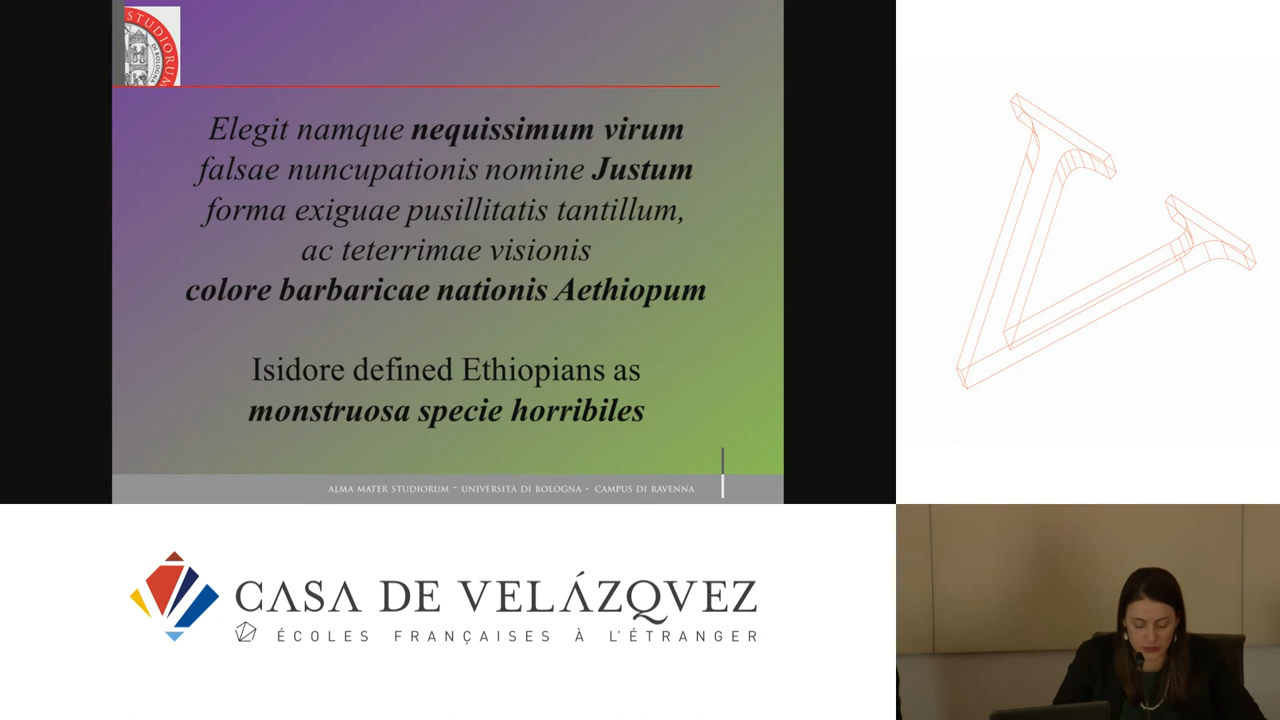 STUDIORUM
DI BOLOGNA
Elegit namque nequissimum virum
falsae nuncupationis nomine Justum
forma exiguae pusillitatis tantillum,
ac teterrimae visionis
colore barbaricae nationis Aethiopum
Isidore defined Ethiopians as
monstruosa specie horribiles
ALMA MATER STUDIORUM ~ UNIVERSITÀ DI BOLOGNA · CAMPUS DI RAVENNA
CASA DE VELÁZQVEZ
ÉCOLES FRANÇAISES À L'ÉTRANGER